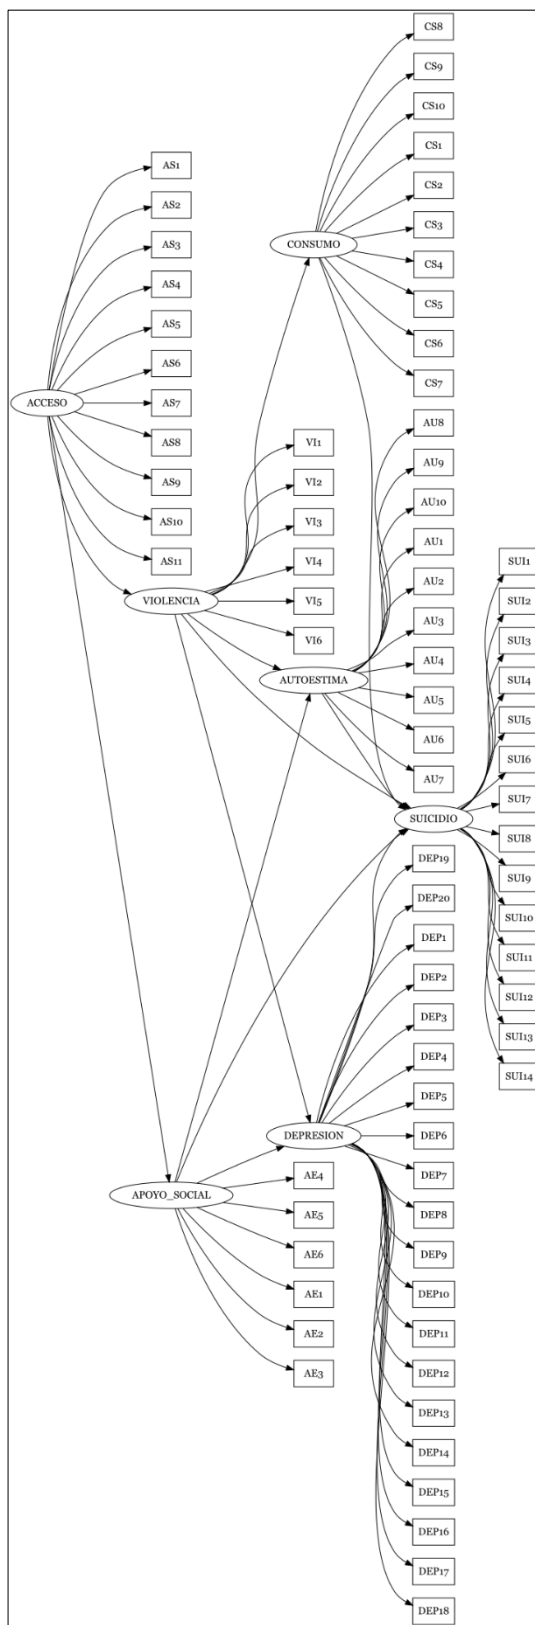 CS8
CS9
CS10
CS1
CS2
CS3
CS4
CS5
CS6
CS7
CONSUMO
AS1
AS2
AS3
AS4
AS5
AS6
AS7
AS8
AS9
AS10
AS11
ACCESO
VI1
VI2
VI3
VI4
VI5
VI6
VIOLENCIA
AU8
AU9
AU10
AU1
AU2
AU3
AU4
AU5
AU6
AU7
AUTOESTIMA
SUI1
SUI2
SUI3
SUI4
SUI5
SUI6
SUI7
SUI8
SUI9
SUI10
SUI11
SUI12
SUI13
SUI14
SUICIDIO
DEP19
DEP20
DEP1
DEP2
DEP3
DEP4
DEP5
DEP6
DEP7
DEP8
DEP9
DEP10
DEP11
DEP12
DEP13
DEP14
DEP15
DEP16
DEP17
DEP18
DEPRESION
APOYO_SOCIAL
AE4
AE5
AE6
AE1
AE2
AE3